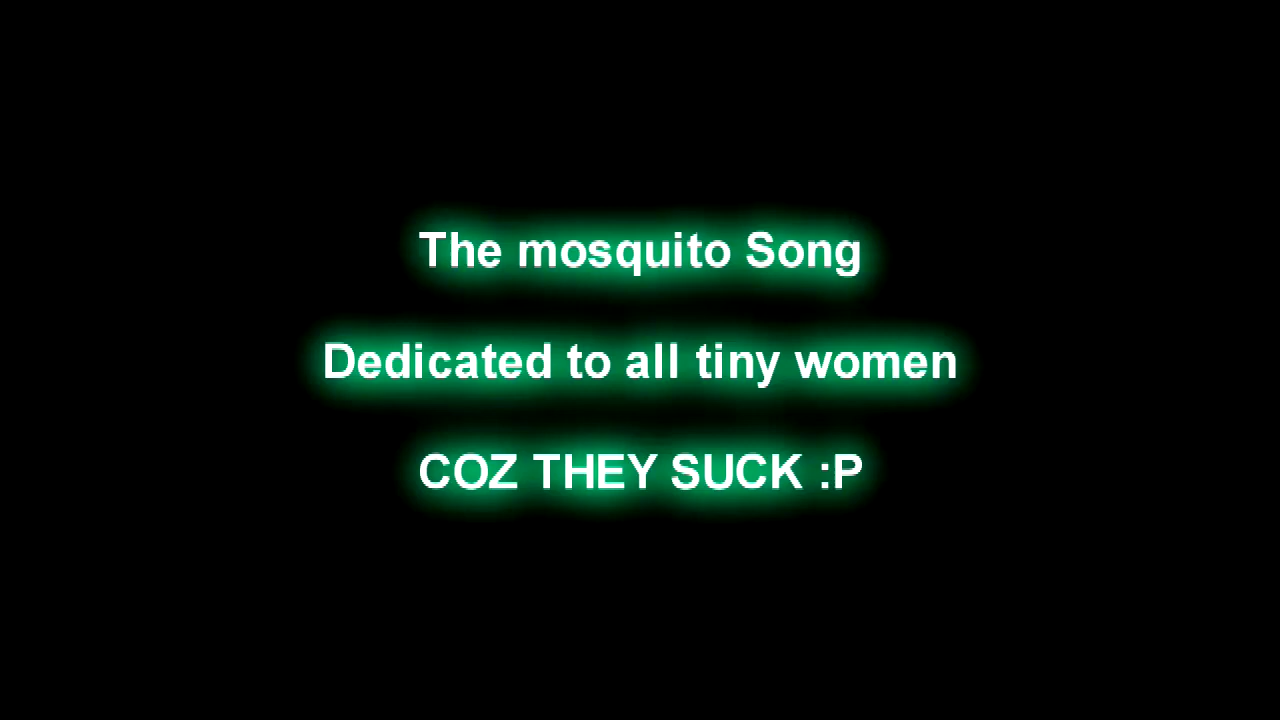 The mosquito Song
Dedicated to all tiny women
COZ THEY SUCK :P